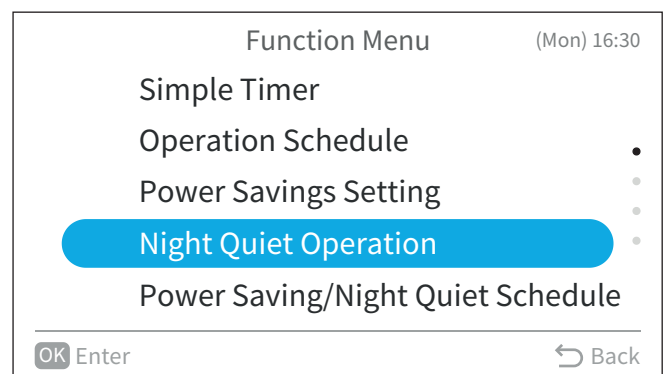 Function Menu (Mon) 16:30
Simple Timer
Operation Schedule
Power Savings Setting
Night Quiet Operation
Power Saving/Night Quiet Schedule
OK Enter Back